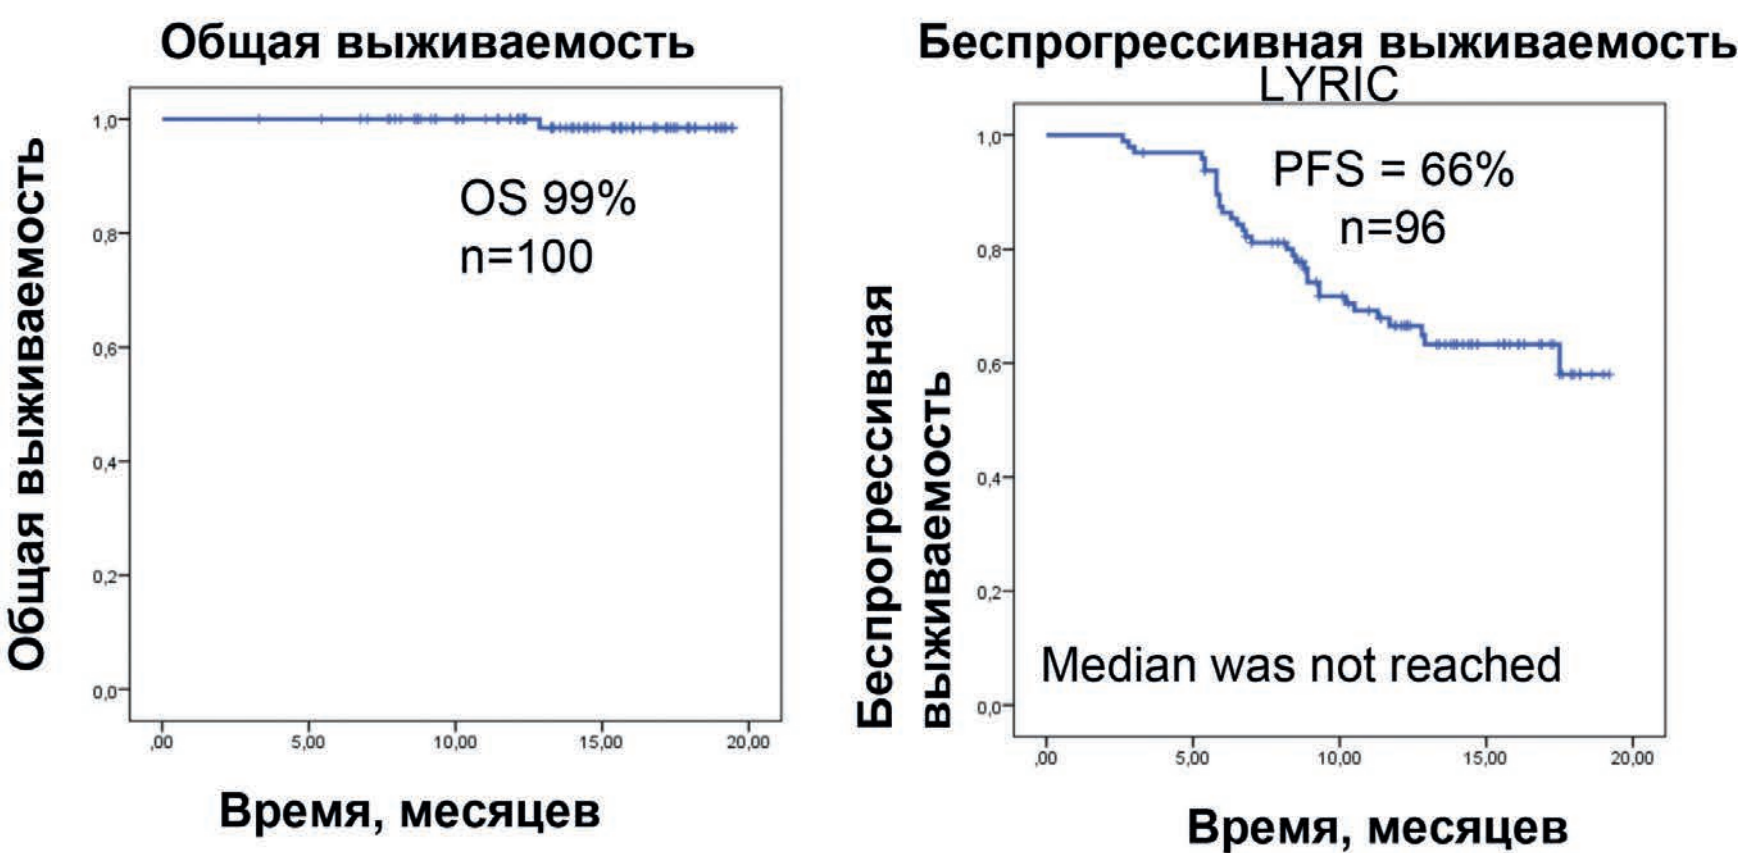 Общая выживаемость
Общая выживаемость
1,0
0,8
0,6
0,4
0,2
0,0
OS 99%
n=100
,00 5,00 10,00 15,00 20,00
Время, месяцев
Беспрогрессивная выживаемость
LYRIC
Беспрогрессивная
выживаемость
1,0
0,8
0,6
0,4
0,2
0,0
PFS = 66%
n=96
Median was not reached
,00 5,00 10,00 15,00 20,00
Время, месяцев